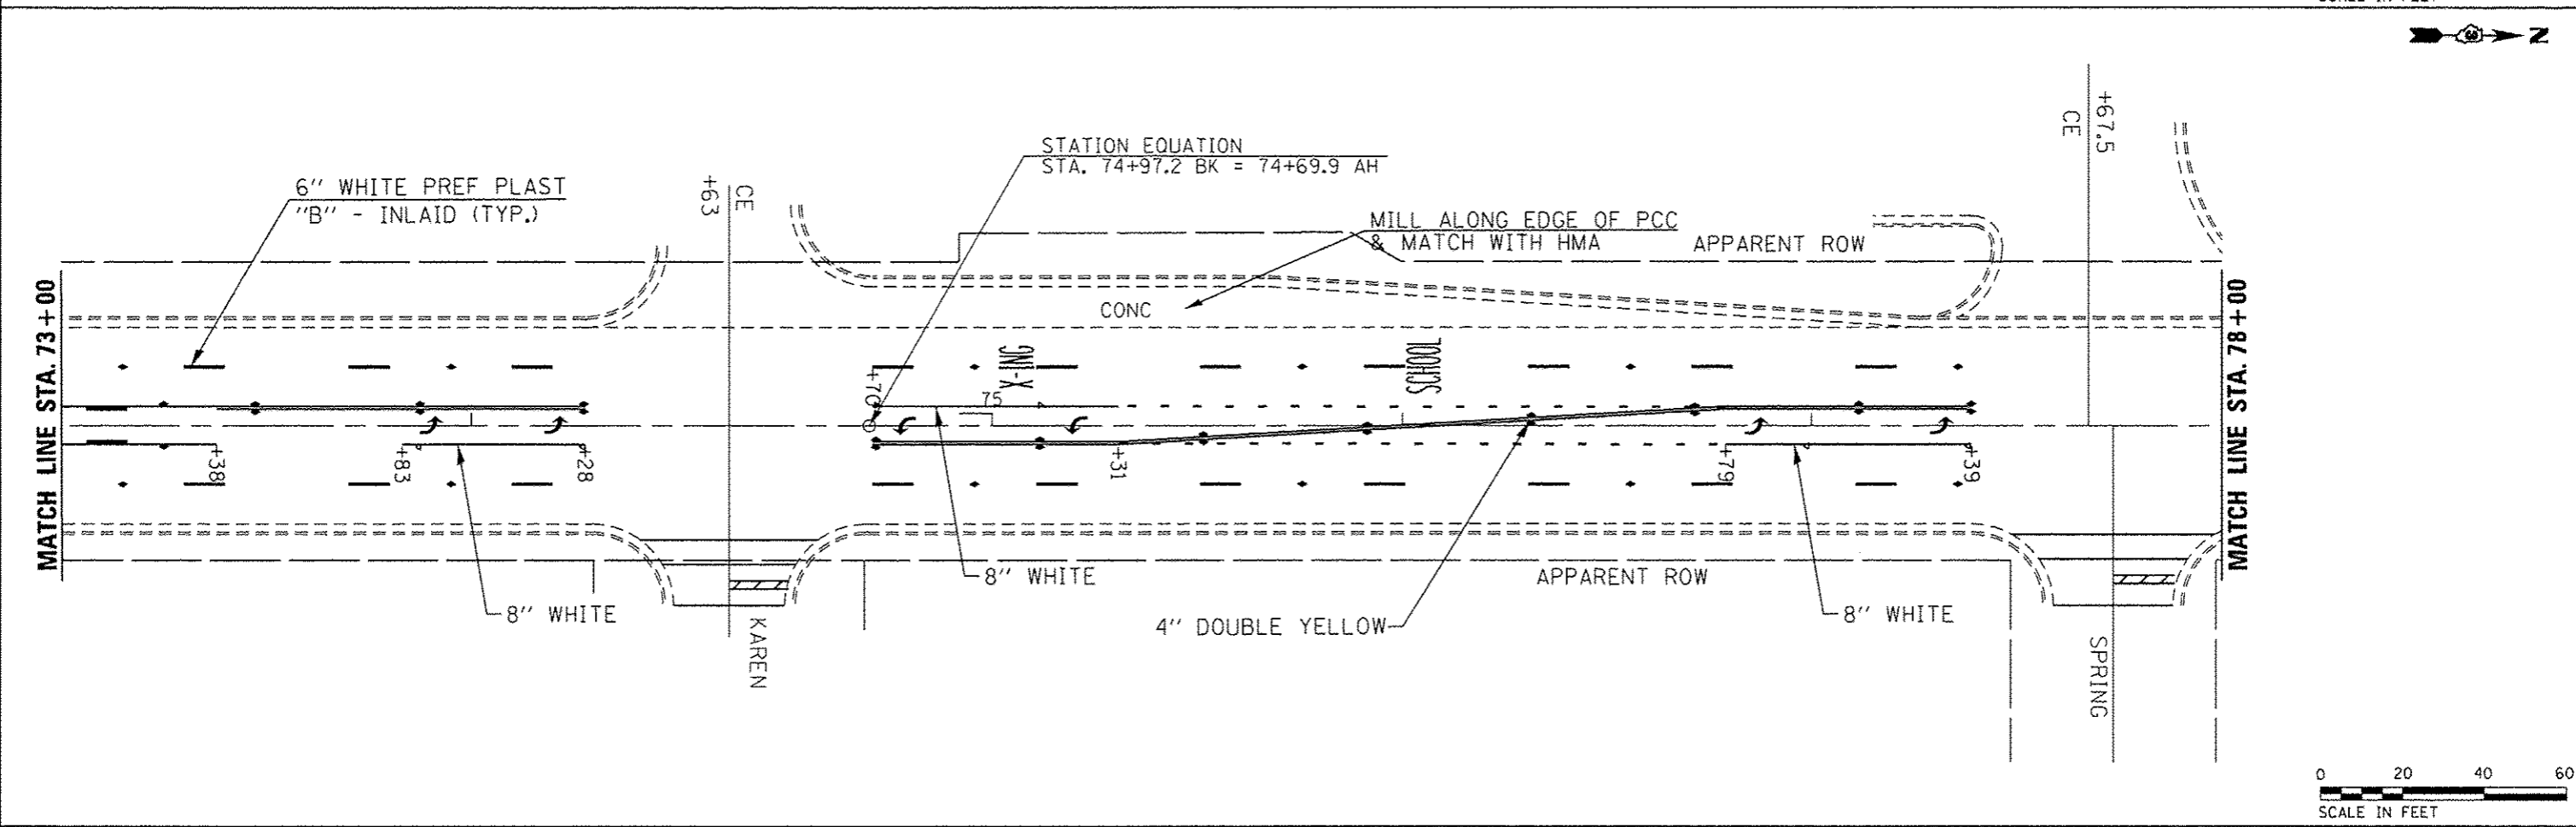 SCALE IN FEET
N
+67.5
CE
STATION EQUATION
STA. 74+97.2 BK = 74+69.9 AH
6" WHITE PREF PLAST
"B" - INLAID (TYP.)
CE
+63
MILL ALONG EDGE OF PCC
& MATCH WITH HMA
APPARENT ROW
MATCH LINE STA. 73+00
CONC
MATCH LINE STA. 78+00
X-ING
SCHOOL
+70
75
+38
+83
+28
+31
+79
+39
8" WHITE
8" WHITE
APPARENT ROW
4" DOUBLE YELLOW
8" WHITE
KAREN
SPRING
0 20 40 60
SCALE IN FEET